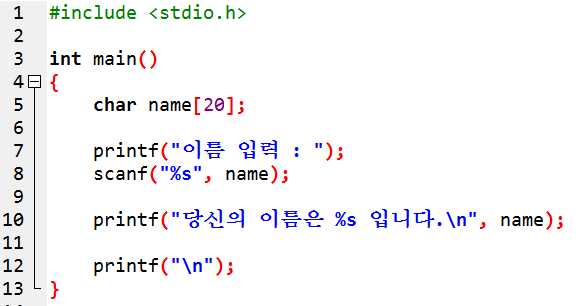 1 #include <stdio.h>
2
3 int main()
4 {
5 char name[20];
6
7 printf("이름 입력 : ");
8 scanf("%s", name);
9
10 printf("당신의 이름은 %s 입니다.\n", name);
11
12 printf("\n");
13 }